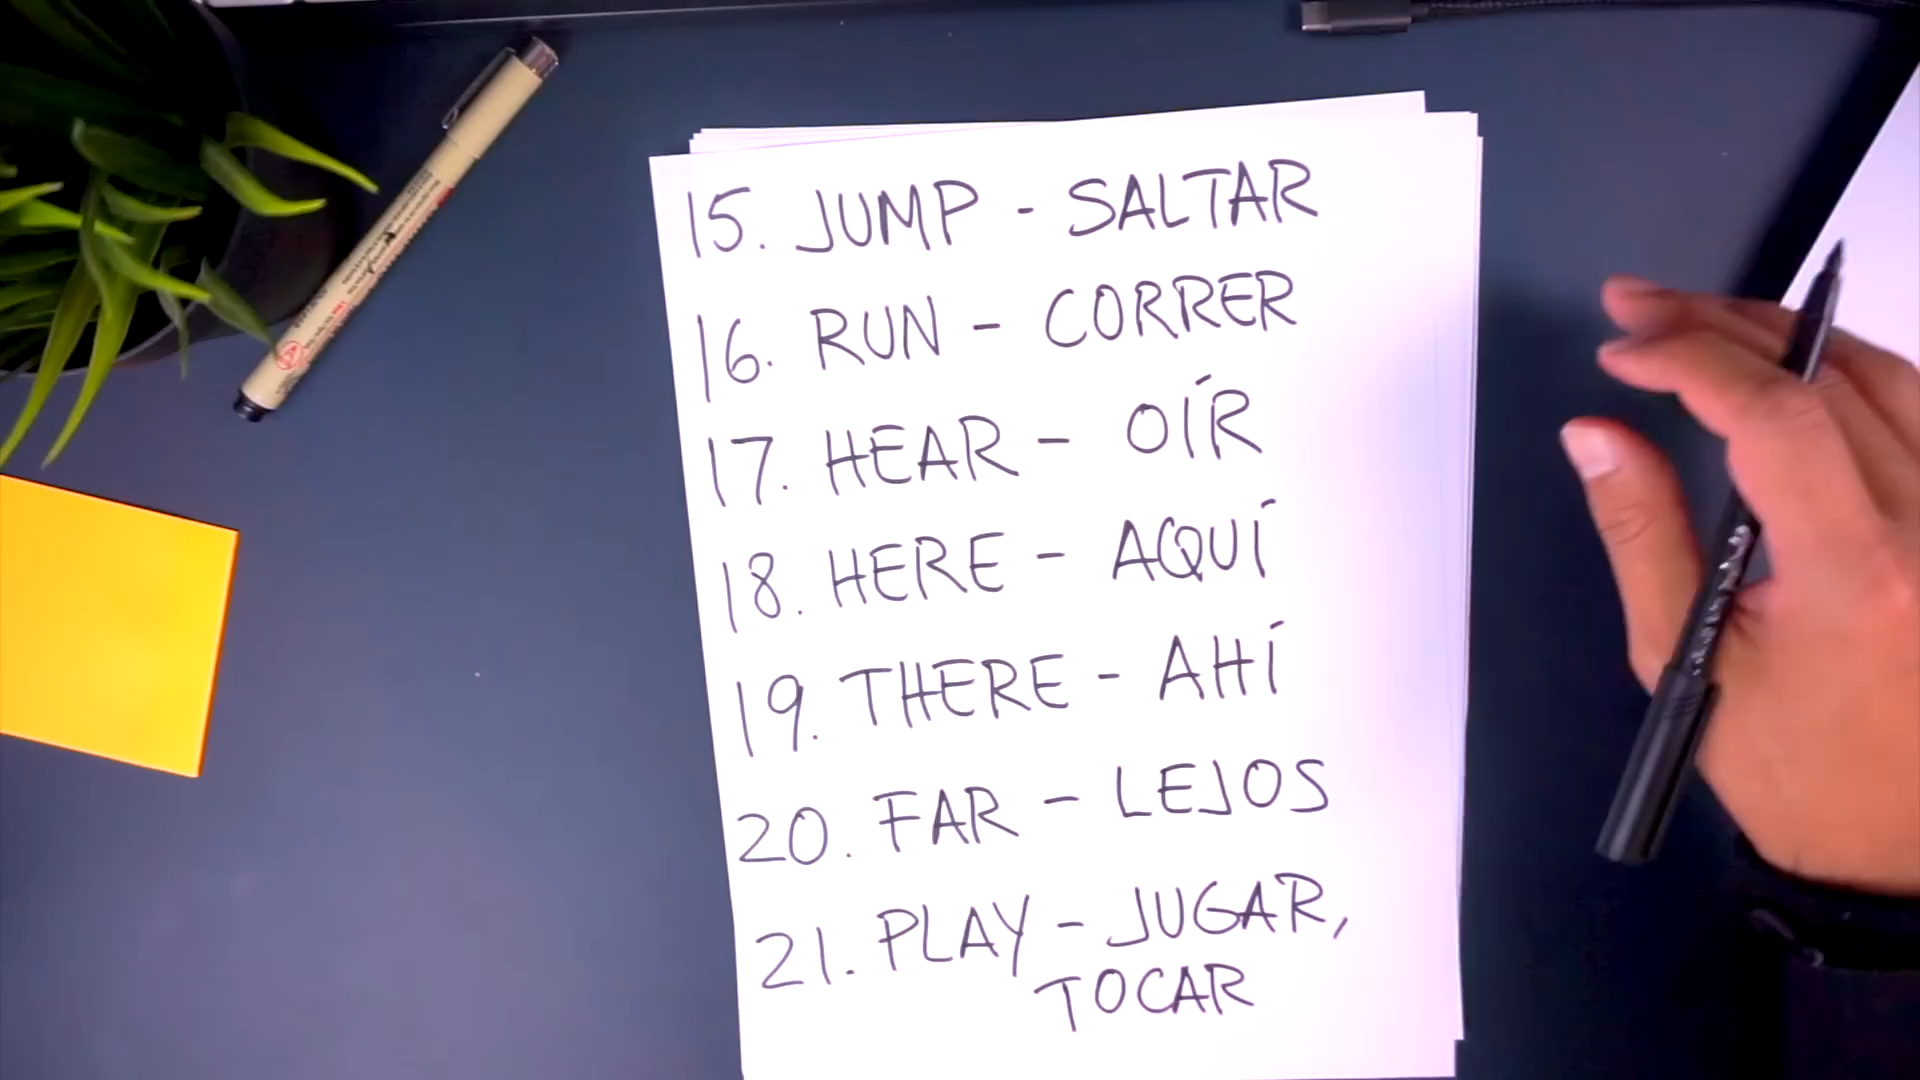 15. JUMP - SALTAR
16. RUN - CORRER
17. HEAR - OÍR
18. HERE - AQUÍ
19. THERE - AHÍ
20. FAR - LEJOS
21. PLAY - JUGAR,
TOCAR